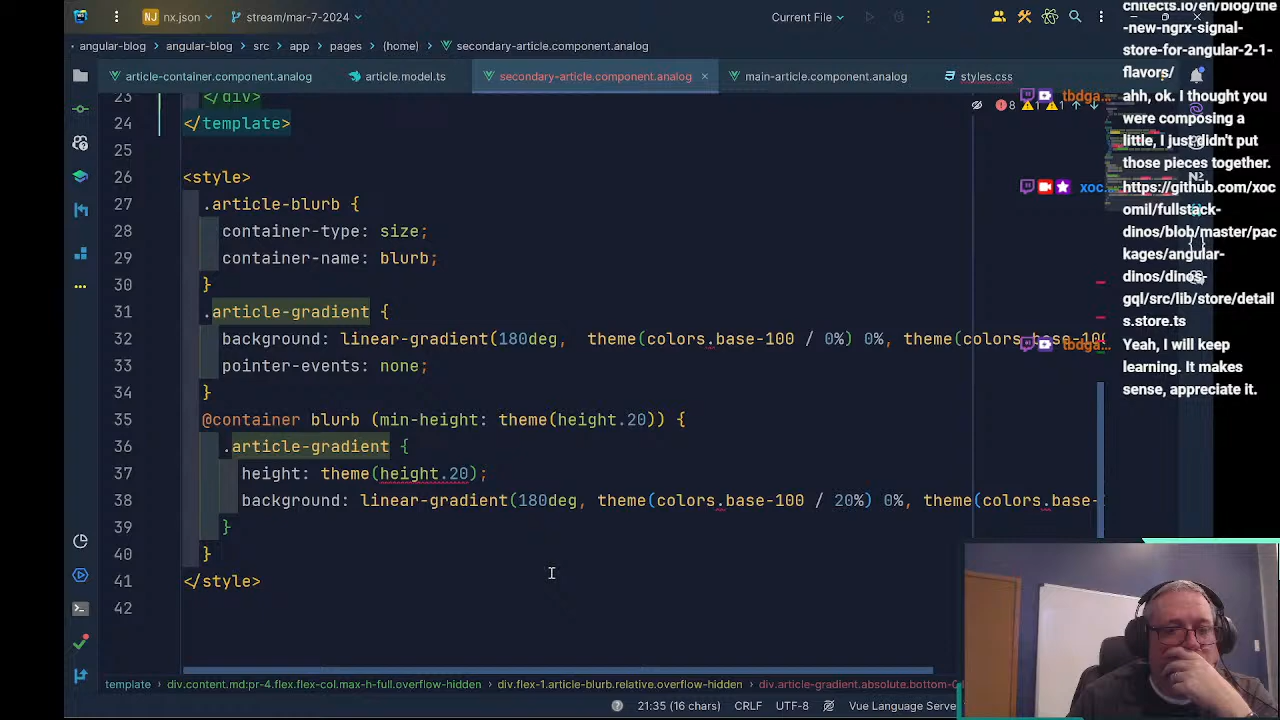 NJ nx.json
stream/mar-7-2024
Current File
angular-blog
angular-blog
src
app
pages
(home)
secondary-article.component.analog
article-container.component.analog
article.model.ts
secondary-article.component.analog
main-article.component.analog
styles.css
8
1
1
23 </div>
24 </template>
25
26 <style>
27 .article-blurb {
28 container-type: size;
29 container-name: blurb;
30 }
31 .article-gradient {
32 background: linear-gradient(180deg,  theme(colors.base-100 / 0%) 0%, theme(colors.base-10
33 pointer-events: none;
34 }
35 @container blurb (min-height: theme(height.20)) {
36 .article-gradient {
37 height: theme(height.20);
38 background: linear-gradient(180deg, theme(colors.base-100 / 20%) 0%, theme(colors.base-
39 }
40 }
41 </style>
42
template
div.content.md:pr-4.flex.flex-col.max-h-full.overflow-hidden
div.flex-1.article-blurb.relative.overflow-hidden
div.article-gradient.absolute.bottom-0
21:35 (16 chars)
CRLF
UTF-8
Vue Language Serve
chitects.io/en/blog/the
-new-ngrx-signal-
store-for-angular-2-1-
flavors/
tbdga...
ahh, ok. I thought you
were composing a
little, I just didn't put
those pieces together.
xoc...
https://github.com/xoc
omil/fullstack-
dinos/blob/master/pac
kages/angular-
dinos/dinos-
gql/src/lib/store/detail
s.store.ts
tbdga...
Yeah, I will keep
learning. It makes
sense, appreciate it.